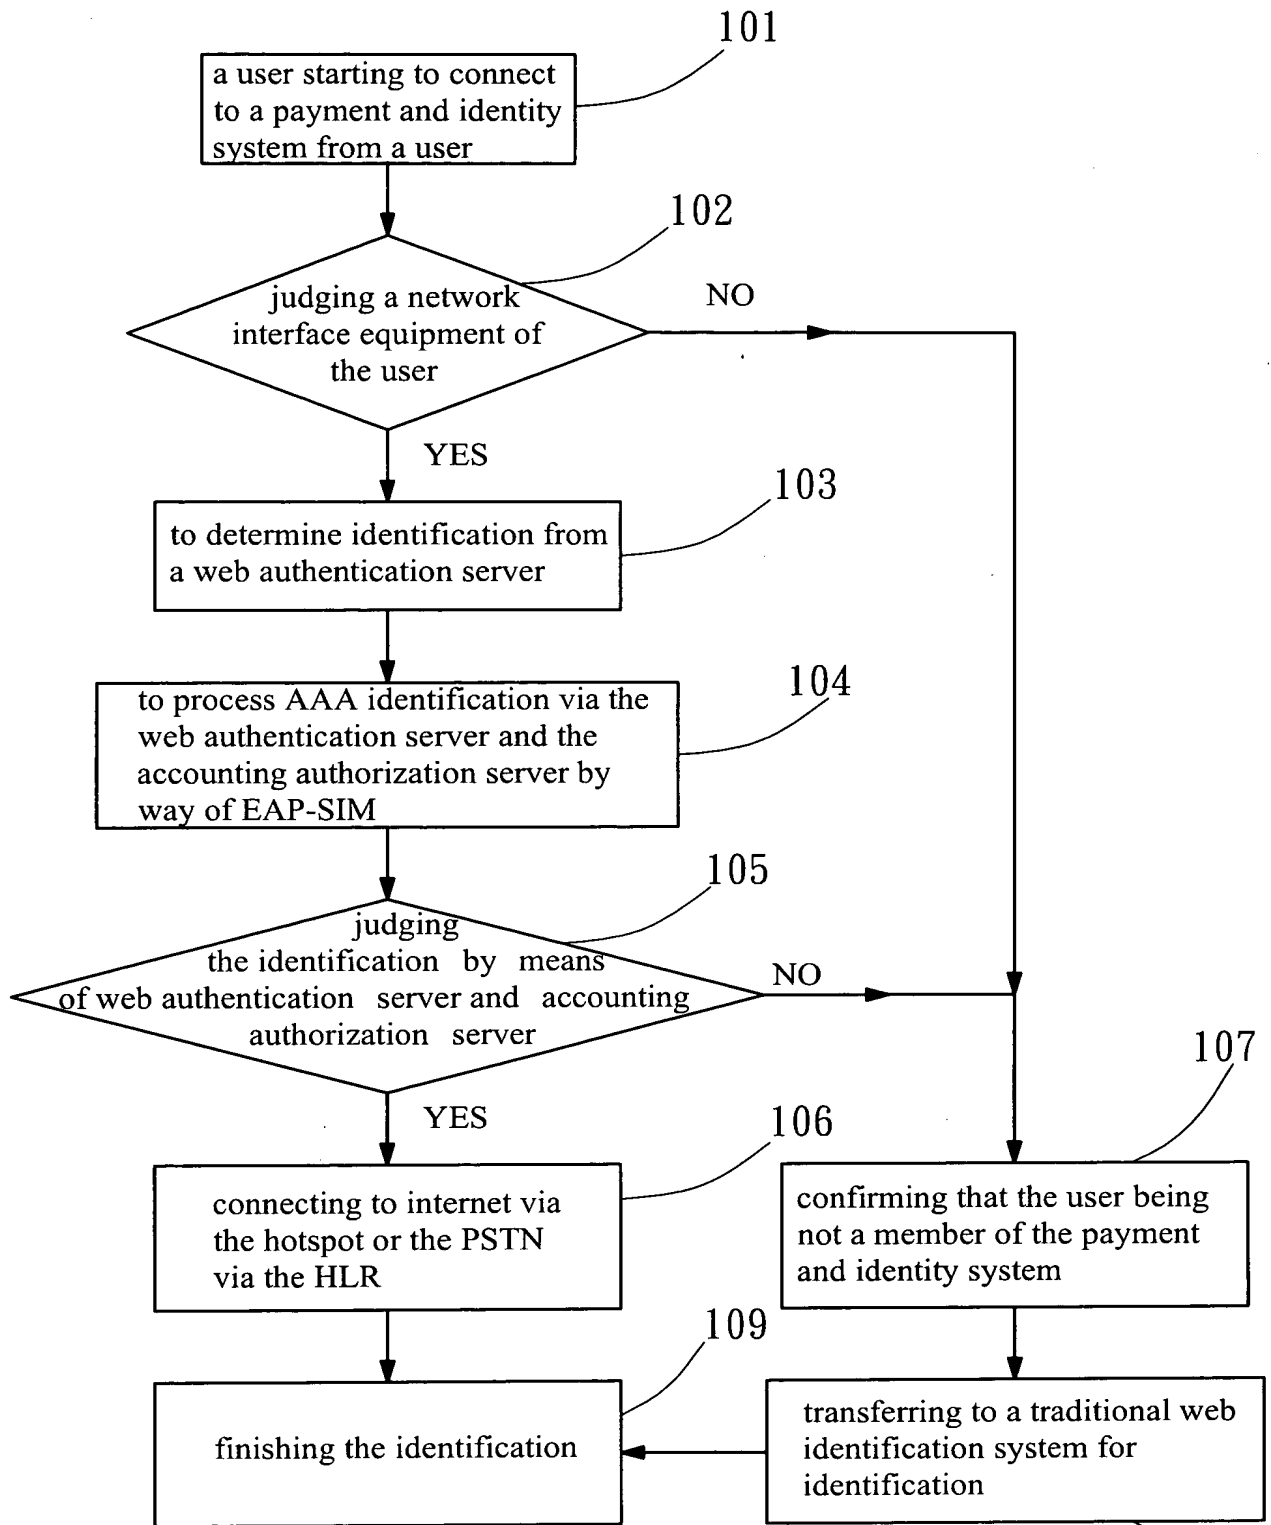 101
a user starting to connect
to a payment and identity
system from a user
102
judging a network
interface equipment of
the user
NO
YES
103
to determine identification from
a web authentication server
104
to process AAA identification via the
web authentication server and the
accounting authorization server by
way of EAP-SIM
105
judging
the identification by means
of web authentication server and accounting
authorization server
NO
YES
106
connecting to internet via
the hotspot or the PSTN
via the HLR
107
confirming that the user being
not a member of the payment
and identity system
109
finishing the identification
transferring to a traditional web
identification system for
identification